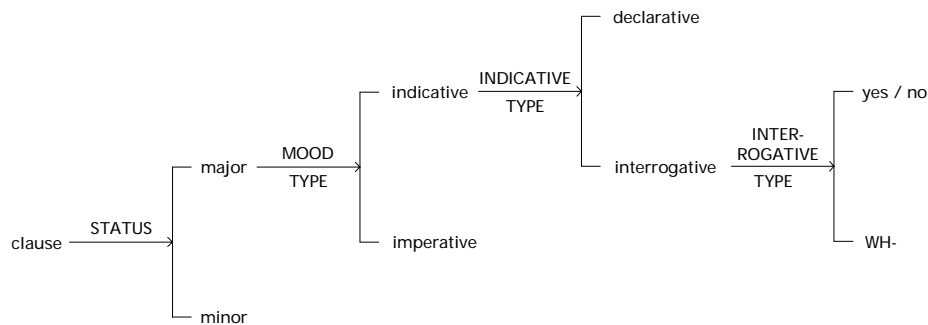 declarative
INDICATIVE
TYPE
indicative
yes / no
INTER-
ROGATIVE
TYPE
MOOD
TYPE
major
interrogative
STATUS
clause
imperative
WH-
minor